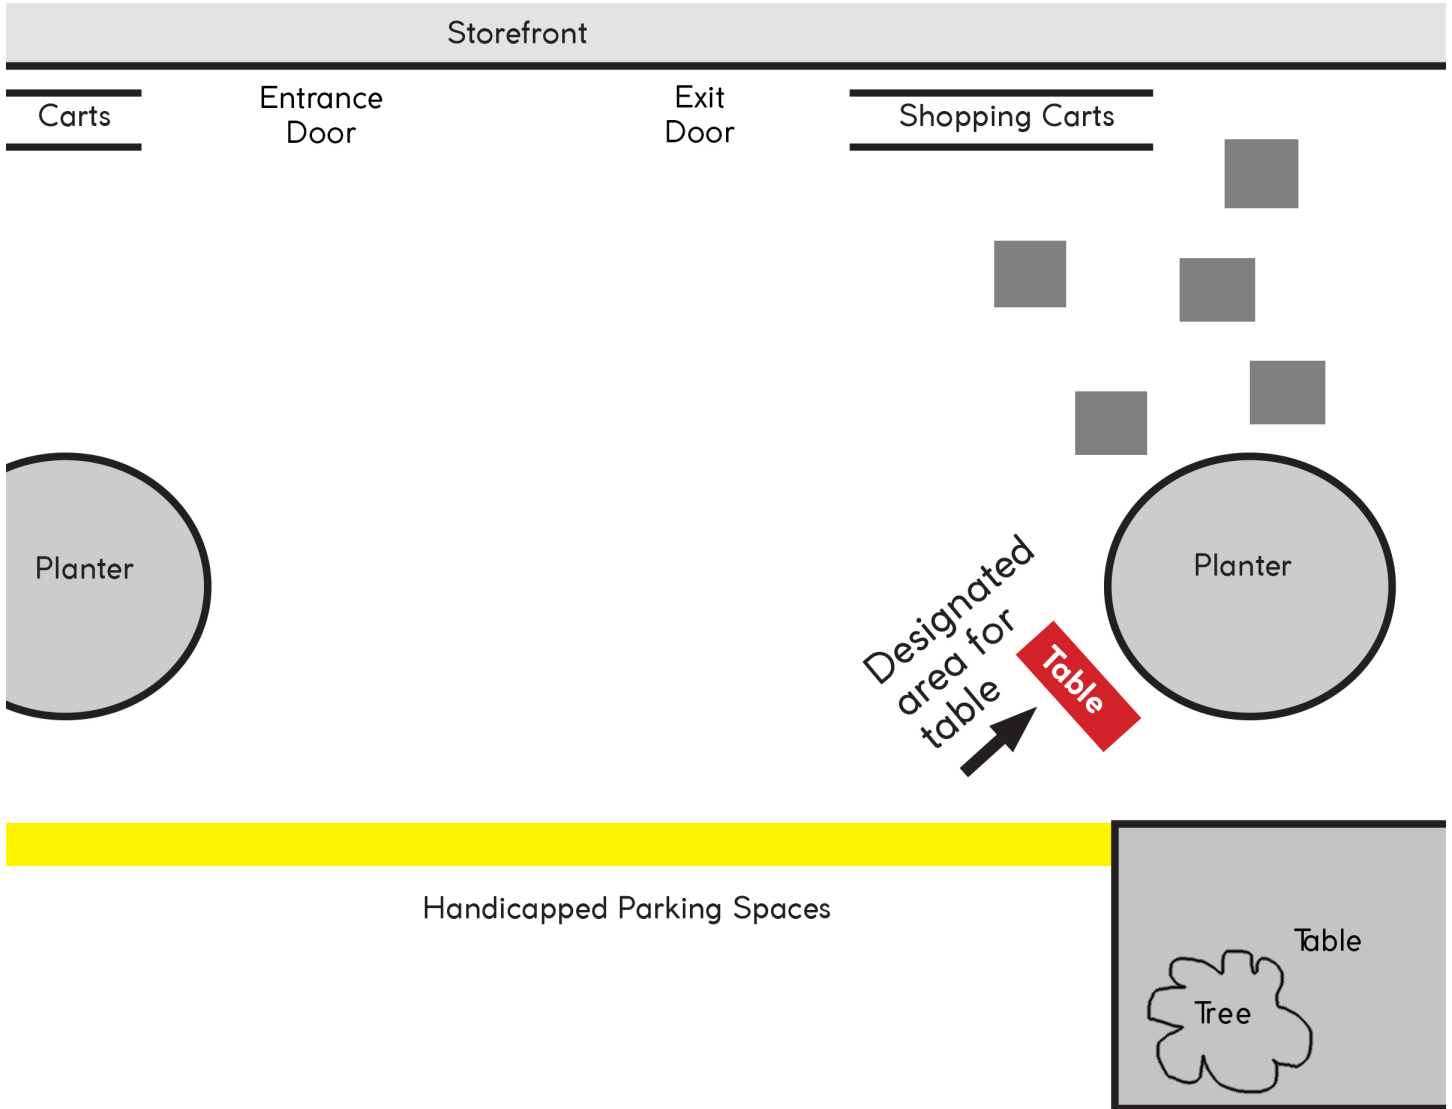 Storefront
Carts
Entrance
Door
Exit
Door
Shopping Carts
Planter
Designated
area for
table
Table
Planter
Handicapped Parking Spaces
Table
Tree